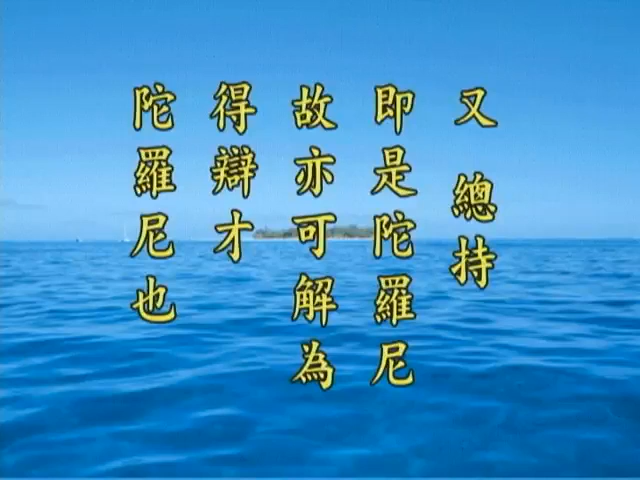 又 總持
即是陀羅尼
故亦可解為
得辯才
陀羅尼也